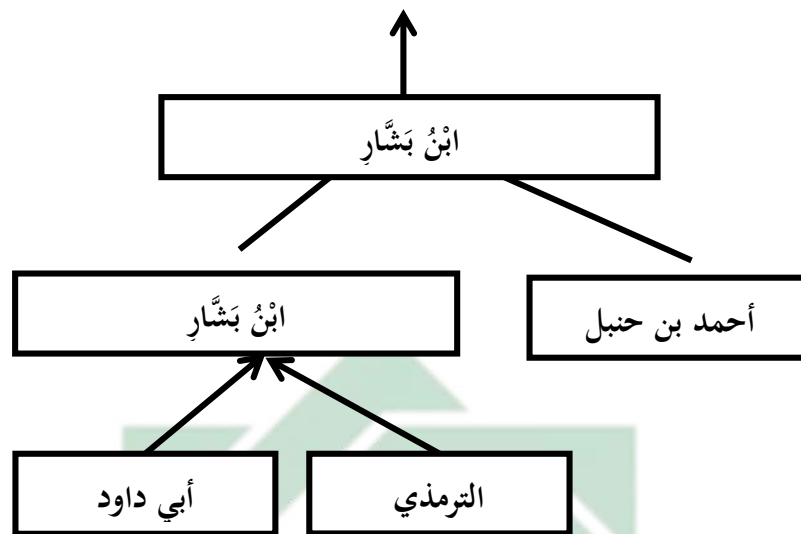 ابْنُ بَشَّارٍ
ابْنُ بَشَّارٍ
أحمد بن حنبل
الترمذي
أبي داود